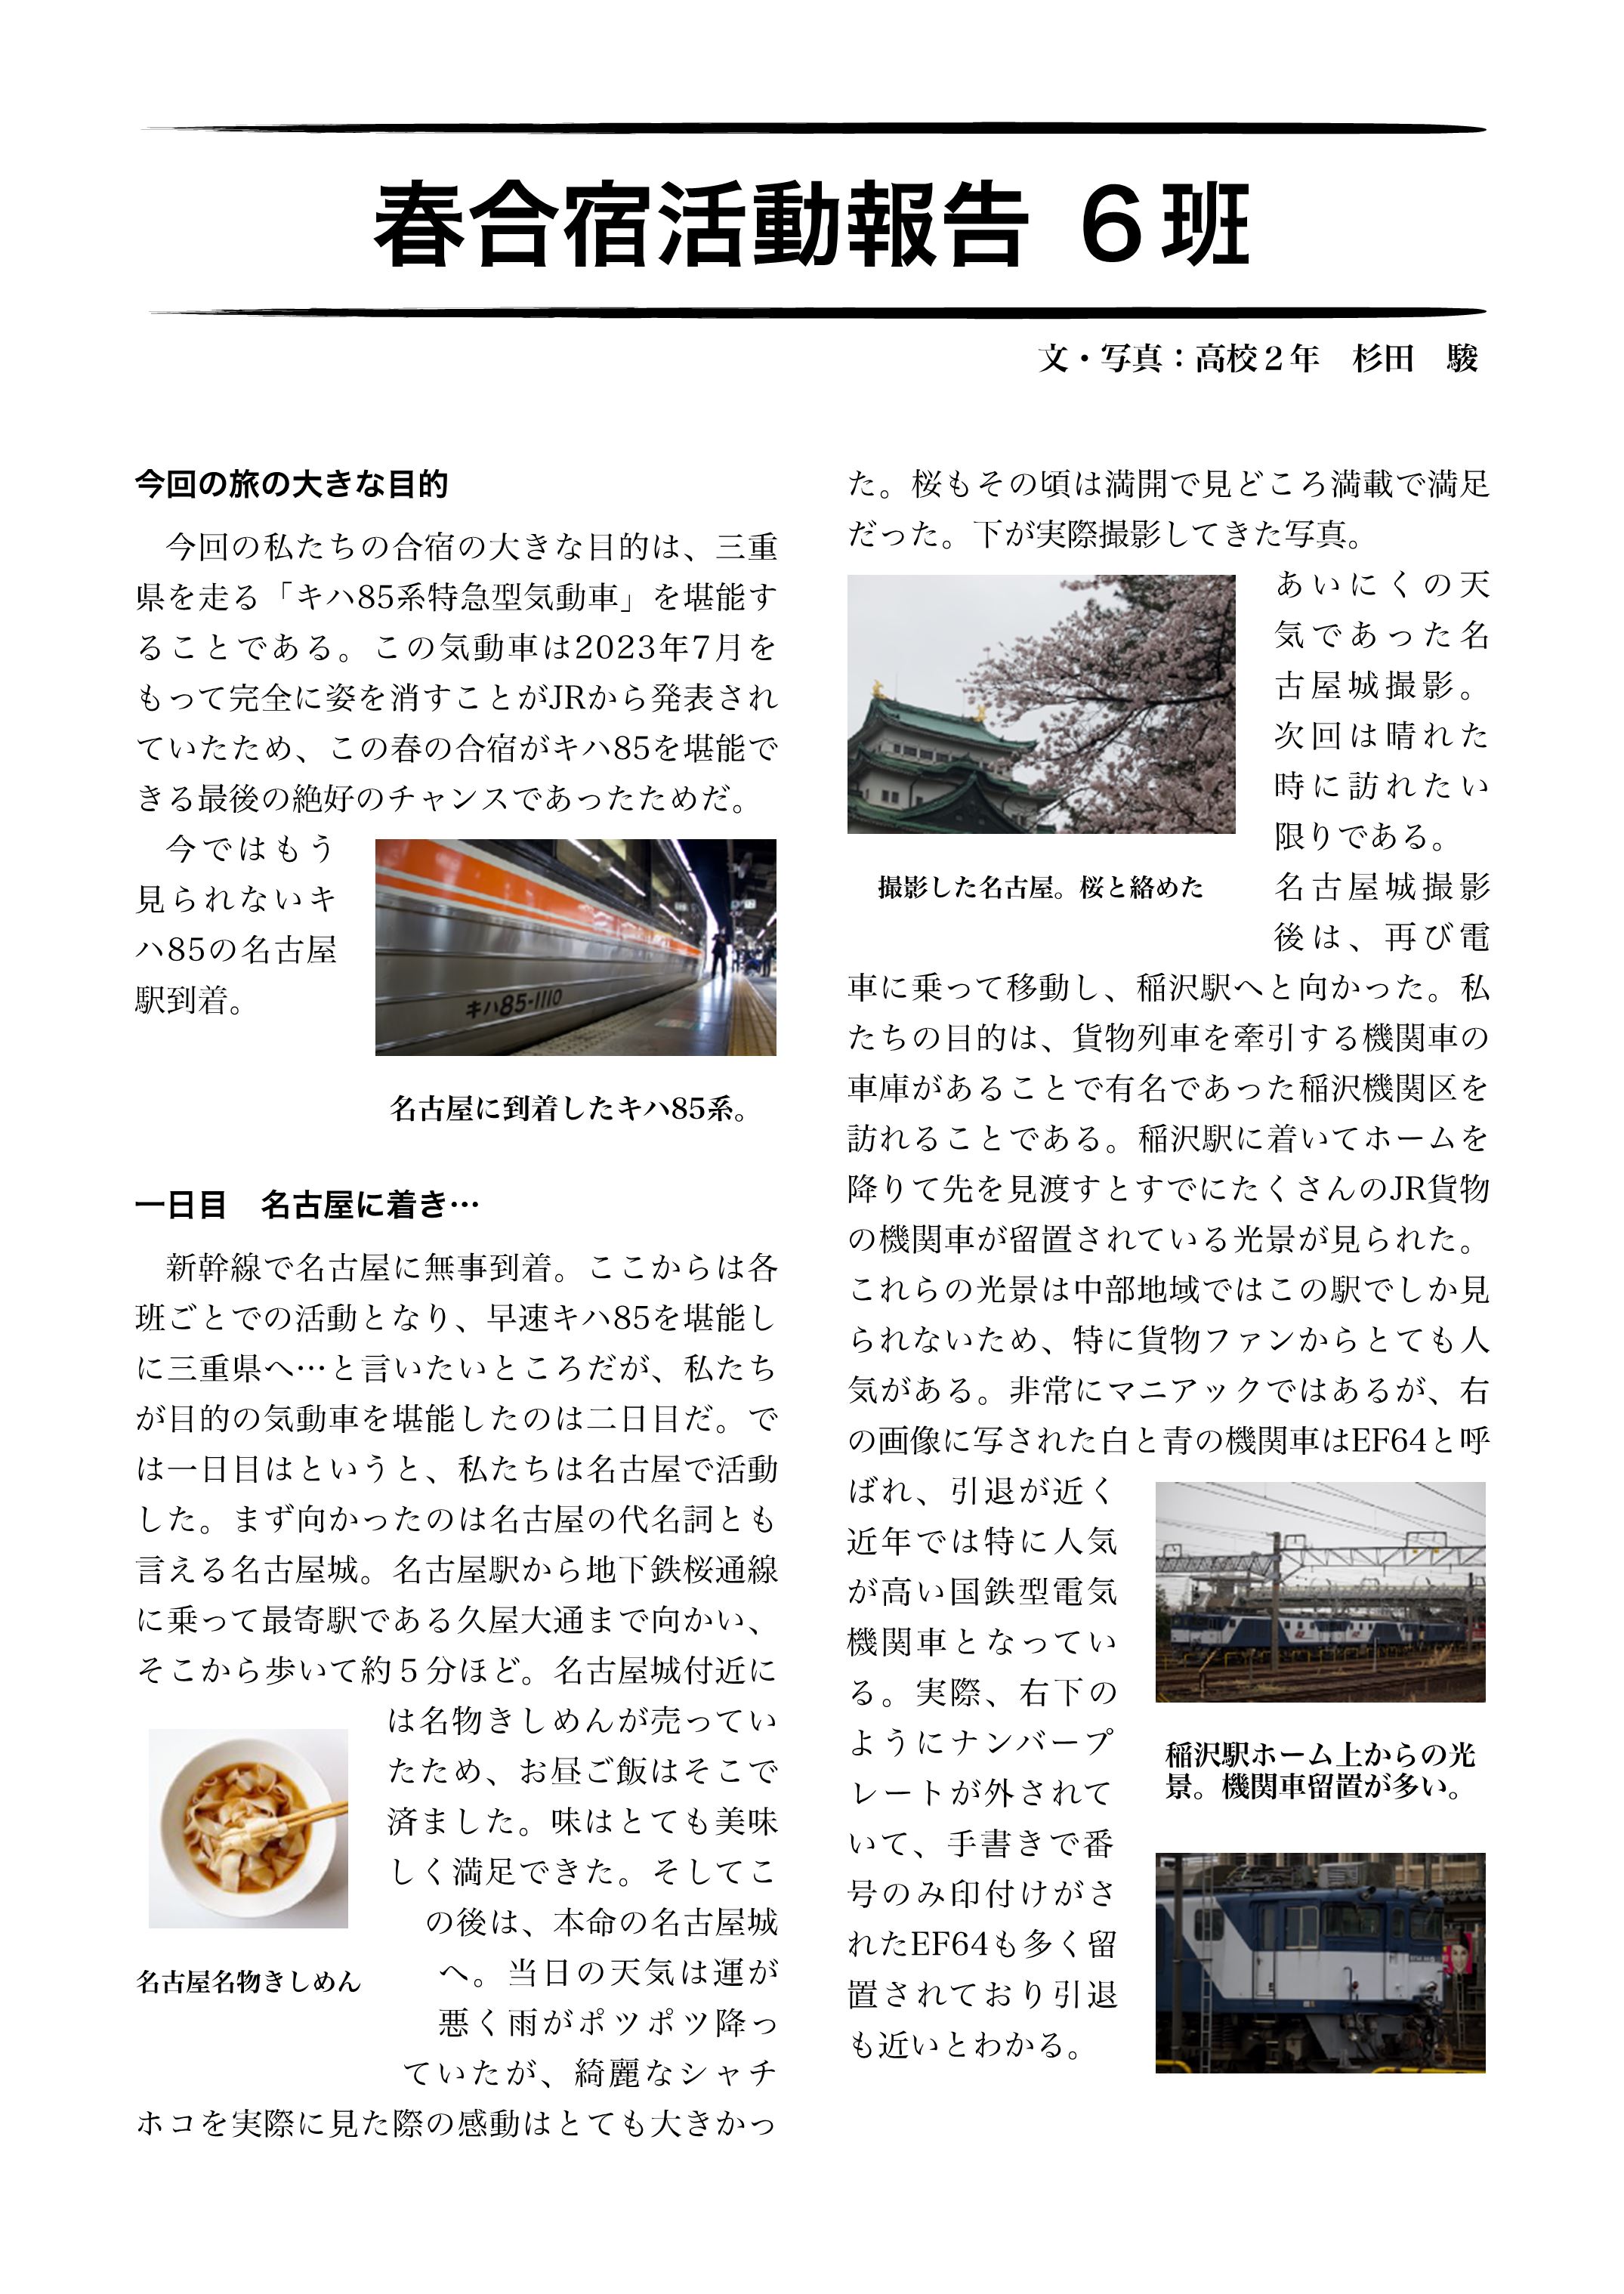 春合宿活動報告 ６班
文・写真：高校２年　杉田　駿
今回の旅の大きな目的
今回の私たちの合宿の大きな目的は、三重
県を走る「キハ85系特急型気動車」を堪能す
ることである。この気動車は2023年7月を
もって完全に姿を消すことがJRから発表され
ていたため、この春の合宿がキハ85を堪能で
きる最後の絶好のチャンスであったためだ。
今ではもう
見られないキ
ハ85の名古屋
駅到着。
キハ85-1110
名古屋に到着したキハ85系。
一日目　名古屋に着き…
新幹線で名古屋に無事到着。ここからは各
班ごとでの活動となり、早速キハ85を堪能し
に三重県へ…と言いたいところだが、私たち
が目的の気動車を堪能したのは二日目だ。で
は一日目はというと、私たちは名古屋で活動
した。まず向かったのは名古屋の代名詞とも
言える名古屋城。名古屋駅から地下鉄桜通線
に乗って最寄駅である久屋大通まで向かい、
そこから歩いて約５分ほど。名古屋城付近に
は名物きしめんが売ってい
たため、お昼ご飯はそこで
済ました。味はとても美味
しく満足できた。そしてこ
の後は、本命の名古屋城
へ。当日の天気は運が
悪く雨がポツポツ降っ
ていたが、綺麗なシャチ
ホコを実際に見た際の感動はとても大きかっ
名古屋名物きしめん
た。桜もその頃は満開で見どころ満載で満足
だった。下が実際撮影してきた写真。
あいにくの天
気であった名
古屋城撮影。
次回は晴れた
時に訪れたい
限りである。
名古屋城撮影
後は、再び電
撮影した名古屋。桜と絡めた
車に乗って移動し、稲沢駅へと向かった。私
たちの目的は、貨物列車を牽引する機関車の
車庫があることで有名であった稲沢機関区を
訪れることである。稲沢駅に着いてホームを
降りて先を見渡すとすでにたくさんのJR貨物
の機関車が留置されている光景が見られた。
これらの光景は中部地域ではこの駅でしか見
られないため、特に貨物ファンからとても人
気がある。非常にマニアックではあるが、右
の画像に写された白と青の機関車はEF64と呼
ばれ、引退が近く
近年では特に人気
が高い国鉄型電気
機関車となってい
る。実際、右下の
ようにナンバープ
レートが外されて
いて、手書きで番
号のみ印付けがさ
れたEF64も多く留
置されており引退
も近いとわかる。
稲沢駅ホーム上からの光
景。機関車留置が多い。